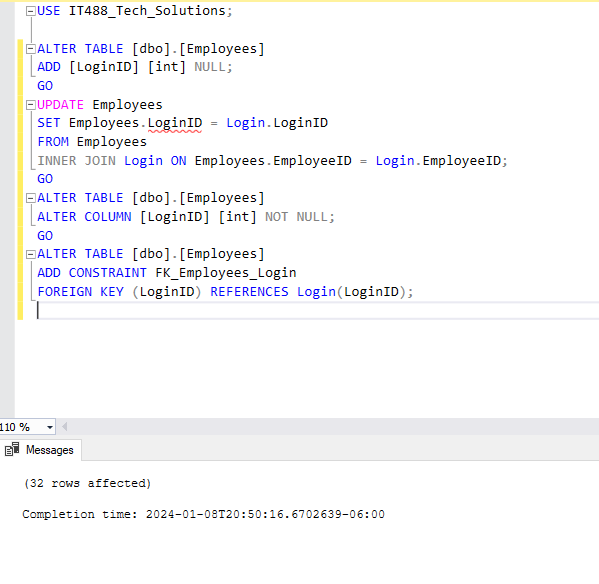 USE IT488_Tech_Solutions;
ALTER TABLE [dbo].[Employees]
ADD [LoginID] [int] NULL;
GO
UPDATE Employees
SET Employees.LoginID = Login.LoginID
FROM Employees
INNER JOIN Login ON Employees.EmployeeID = Login.EmployeeID;
GO
ALTER TABLE [dbo].[Employees]
ALTER COLUMN [LoginID] [int] NOT NULL;
GO
ALTER TABLE [dbo].[Employees]
ADD CONSTRAINT FK_Employees_Login
FOREIGN KEY (LoginID) REFERENCES Login(LoginID);
110 %
Messages
(32 rows affected)
Completion time: 2024-01-08T20:50:16.6702639-06:00